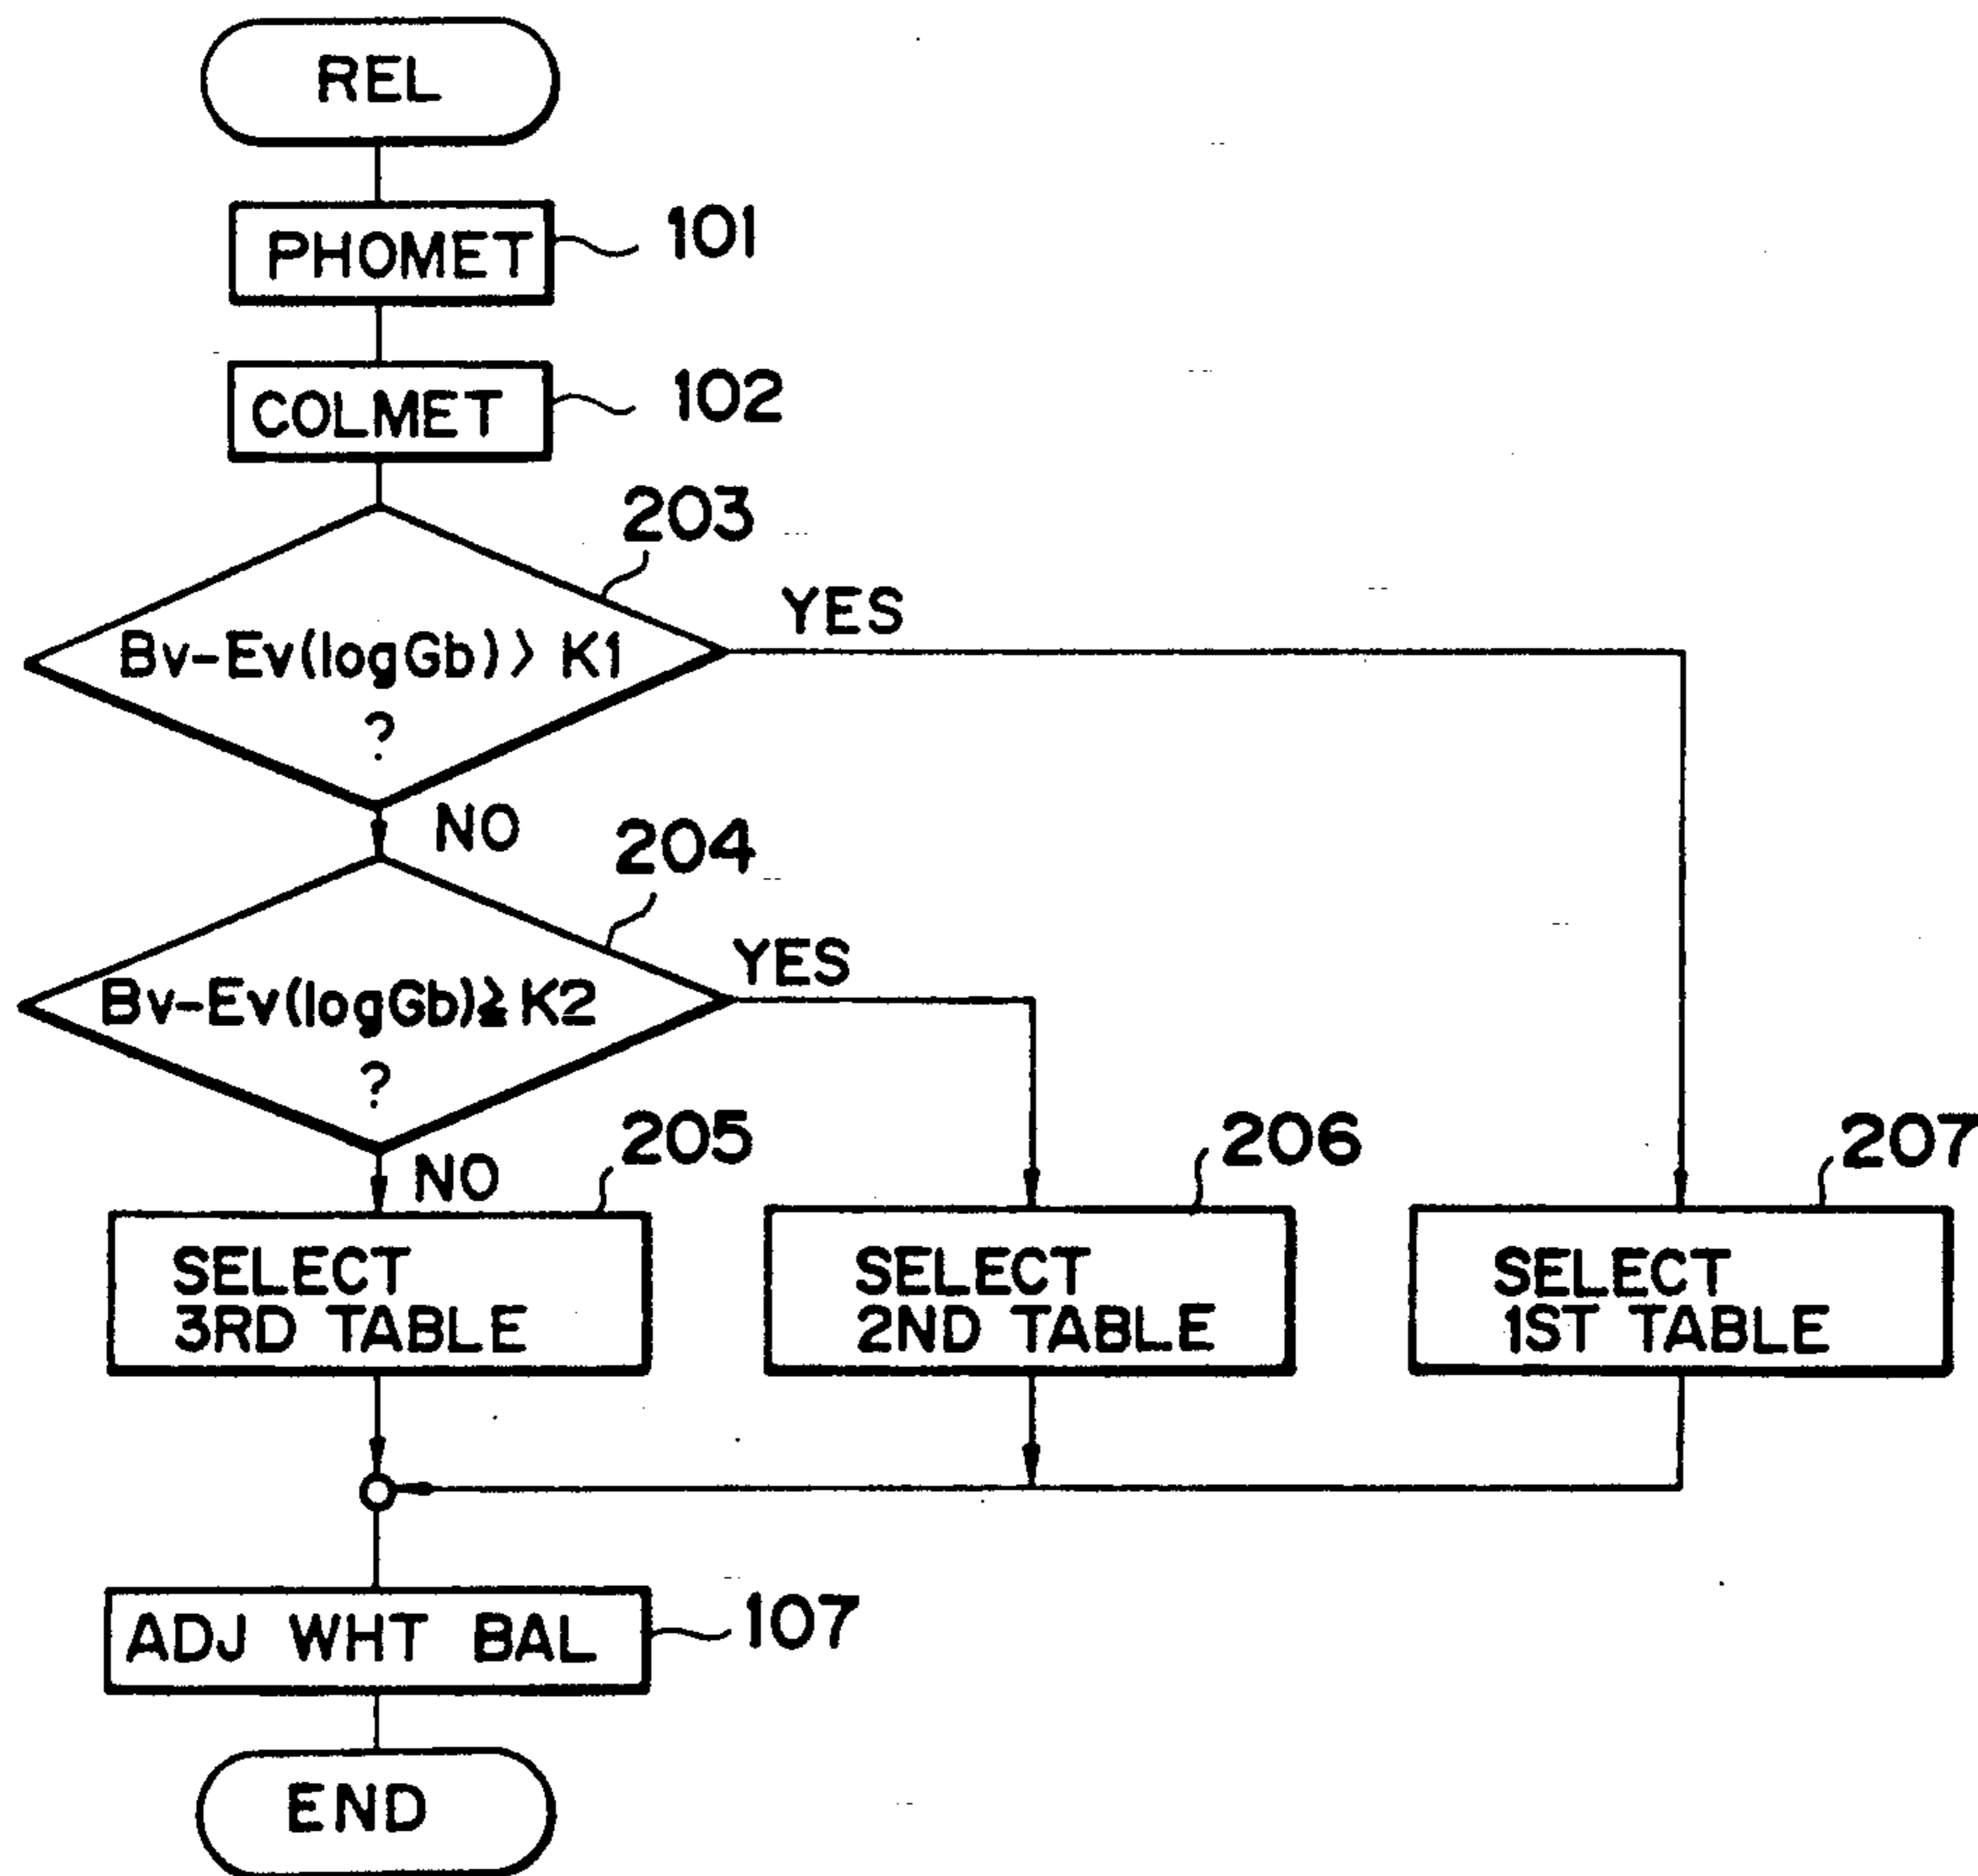 REL
PHOMET
101
COLMET
102
203
Bv-Ev(logGb) > K1
?
YES
NO
204
Bv-Ev(logGb) ≧ K2
?
YES
NO
205
SELECT
3RD TABLE
206
SELECT
2ND TABLE
207
SELECT
1ST TABLE
ADJ WHT BAL
107
END